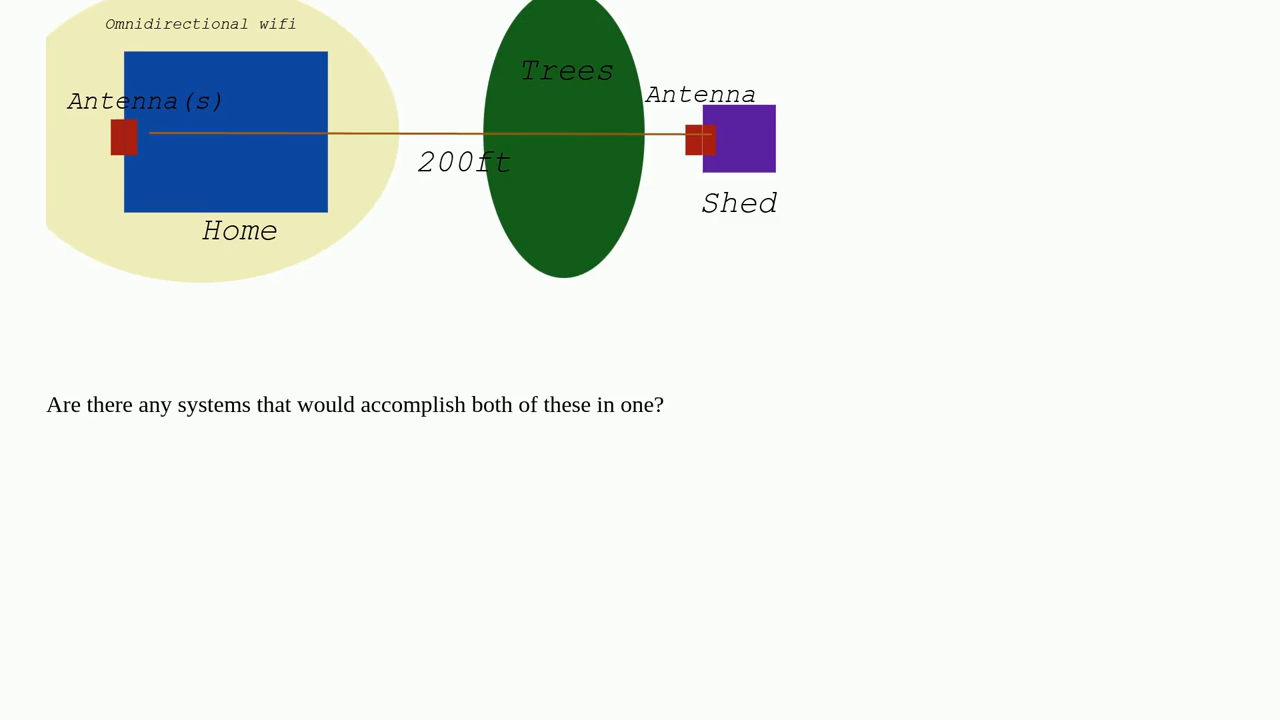 Omnidirectional wifi
Trees
Antenna(s)
Antenna
200ft
Shed
Home
Are there any systems that would accomplish both of these in one?